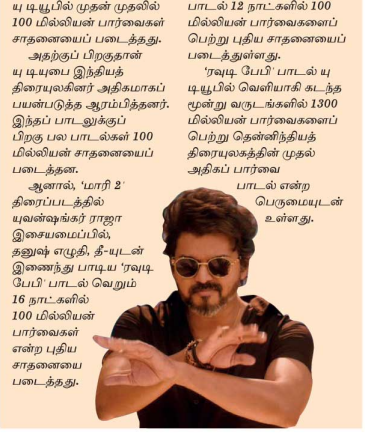 யு டியூபில் முதன் முதலில்
100 மில்லியன் பார்வைகள்
சாதனையைப் படைத்தது.
அதற்குப் பிறகுதான்
யு டியுபை இந்தியத்
திரையுலகினர் அதிகமாகப்
பயன்படுத்த ஆரம்பித்தனர்.
இந்தப் பாடலுக்குப்
பிறகு பல பாடல்கள் 100
மில்லியன் சாதனையைப்
படைத்தன.
ஆனால், 'மாரி 2'
திரைப்படத்தில்
யுவன்ஷங்கர் ராஜா
இசையமைப்பில்,
தனுஷ் எழுதி, தீ-யுடன்
இணைந்து பாடிய 'ரவுடி
பேபி' பாடல் வெறும்
16 நாட்களில்
100 மில்லியன்
பார்வைகள்
என்ற புதிய
சாதனையை
படைத்தது.
பாடல் 12 நாட்களில் 100
மில்லியன் பார்வைகளைப்
பெற்று புதிய சாதனையைப்
படைத்துள்ளது.
'ரவுடி பேபி' பாடல் யு
டியூபில் வெளியாகி கடந்த
மூன்று வருடங்களில் 1300
மில்லியன் பார்வைகளைப்
பெற்று தென்னிந்தியத்
திரையுலகத்தின் முதல்
அதிகப் பார்வை
பாடல் என்ற
பெருமையுடன்
உள்ளது.